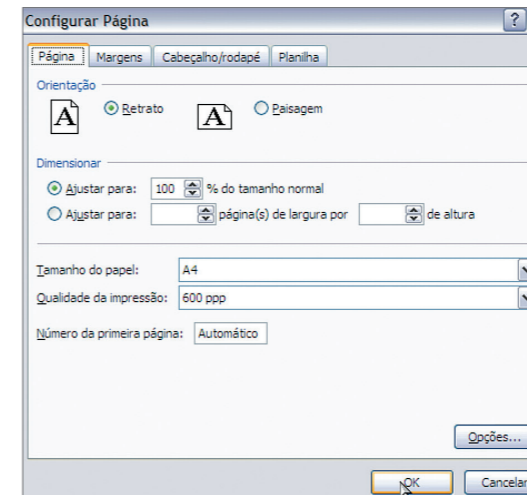 Configurar Página ?
Página Margens Cabeçalho/rodapé Planilha
Orientação
A Retrato A Paisagem
Dimensionar
Ajustar para: 100 % do tamanho normal
Ajustar para: página(s) de largura por de altura
Tamanho do papel: A4
Qualidade da impressão: 600 ppp
Número da primeira página: Automático
Opções...
OK Cancelar